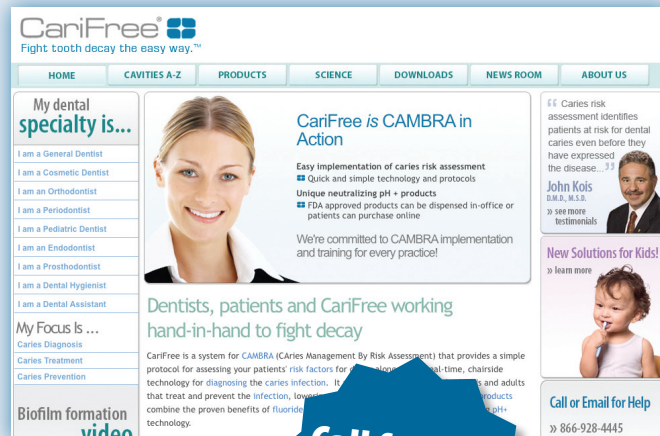 CariFree®
Fight tooth decay the easy way.™
HOME
CAVITIES A-Z
PRODUCTS
SCIENCE
DOWNLOADS
NEWS ROOM
ABOUT US
My dental
specialty is...
I am a General Dentist
I am a Cosmetic Dentist
I am an Orthodontist
I am a Periodontist
I am a Pediatric Dentist
I am an Endodontist
I am a Prosthodontist
I am a Dental Hygienist
I am a Dental Assistant
My Focus Is ...
Caries Diagnosis
Caries Treatment
Caries Prevention
Biofilm formation
video
CariFree is CAMBRA in
Action
Easy implementation of caries risk assessment
Quick and simple technology and protocols
Unique neutralizing pH + products
FDA approved products can be dispensed in-office or
patients can purchase online
We're committed to CAMBRA implementation
and training for every practice!
Dentists, patients and CariFree working
hand-in-hand to fight decay
CariFree is a system for CAMBRA (CAries Management By Risk Assessment) that provides a simple
protocol for assessing your patients' risk factors for real-time, chairside
technology for diagnosing the caries infection. It and adults
that treat and prevent the infection, products
combine the proven benefits of fluoride pH+
technology.
“ Caries risk
assessment identifies
patients at risk for dental
caries even before they
have expressed
the disease... ”
John Kois
D.M.D., M.S.D.
» see more
testimonials
New Solutions for Kids!
» learn more
Call or Email for Help
» 866-928-4445